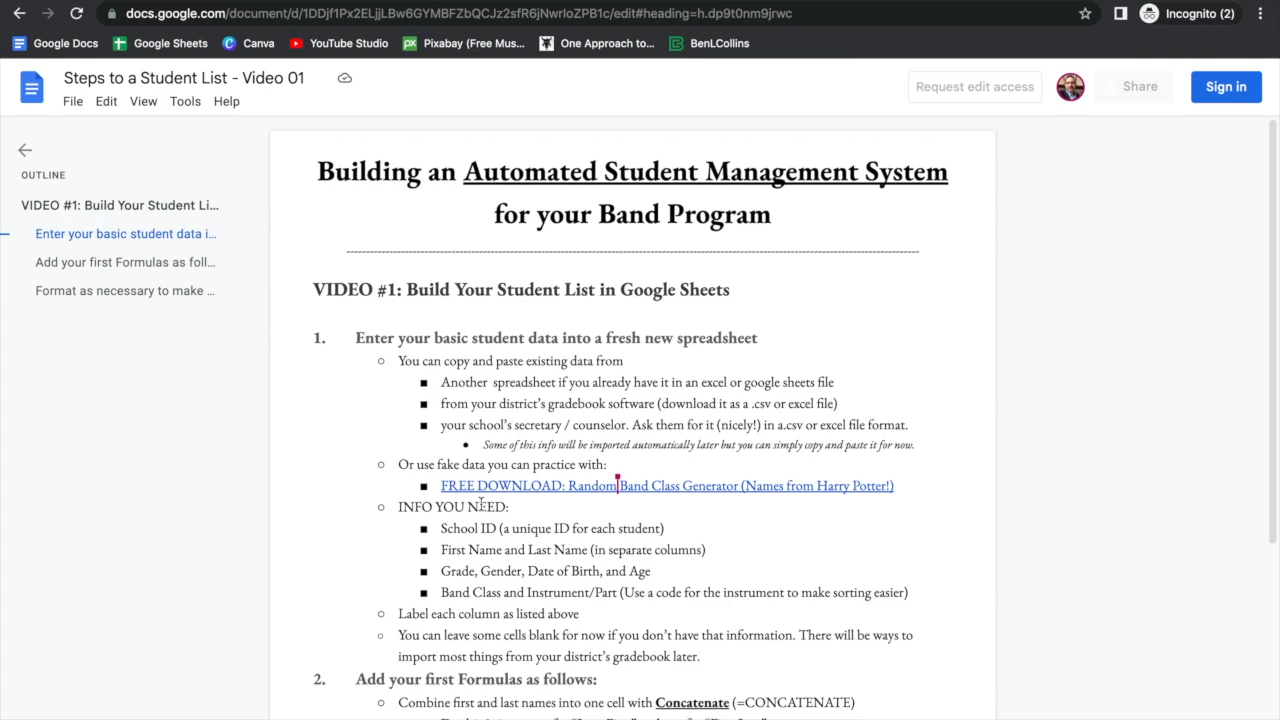 docs.google.com/document/d/1DDjf1Px2ELjjLBw6GYMBFZbQCJz2sfR6jNwrIoZPB1c/edit#heading=h.dp9t0nm9jrwc
Incognito (2)
Google Docs
Google Sheets
Canva
YouTube Studio
Pixabay (Free Mus...
One Approach to...
BenLCollins
Steps to a Student List - Video 01
Request edit access
Share
Sign in
File Edit View Tools Help
OUTLINE
VIDEO #1: Build Your Student Li...
Enter your basic student data i...
Add your first Formulas as foll...
Format as necessary to make ...
Building an Automated Student Management System
for your Band Program
VIDEO #1: Build Your Student List in Google Sheets
1. Enter your basic student data into a fresh new spreadsheet
You can copy and paste existing data from
Another spreadsheet if you already have it in an excel or google sheets file
from your district's gradebook software (download it as a .csv or excel file)
your school's secretary / counselor. Ask them for it (nicely!) in a.csv or excel file format.
Some of this info will be imported automatically later but you can simply copy and paste it for now.
Or use fake data you can practice with:
FREE DOWNLOAD: Random Band Class Generator (Names from Harry Potter!)
INFO YOU NEED:
School ID (a unique ID for each student)
First Name and Last Name (in separate columns)
Grade, Gender, Date of Birth, and Age
Band Class and Instrument/Part (Use a code for the instrument to make sorting easier)
Label each column as listed above
You can leave some cells blank for now if you don't have that information. There will be ways to
import most things from your district's gradebook later.
2. Add your first Formulas as follows:
Combine first and last names into one cell with Concatenate (=CONCATENATE)